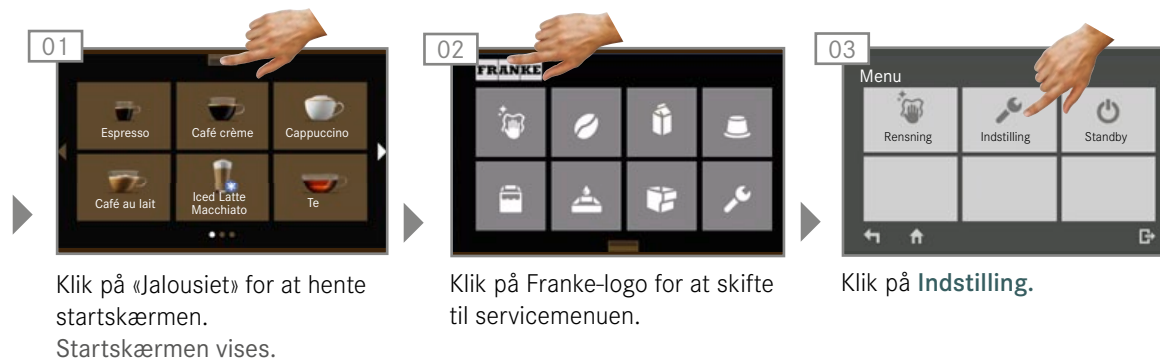 01
Espresso
Café crème
Cappuccino
Café au lait
Iced Latte
Macchiato
Te
Klik på «Jalousiet» for at hente
startskærmen.
Startskærmen vises.
02
FRANKE
Klik på Franke-logo for at skifte
til servicemenuen.
03
Menu
Rensning
Indstilling
Standby
Klik på Indstilling.